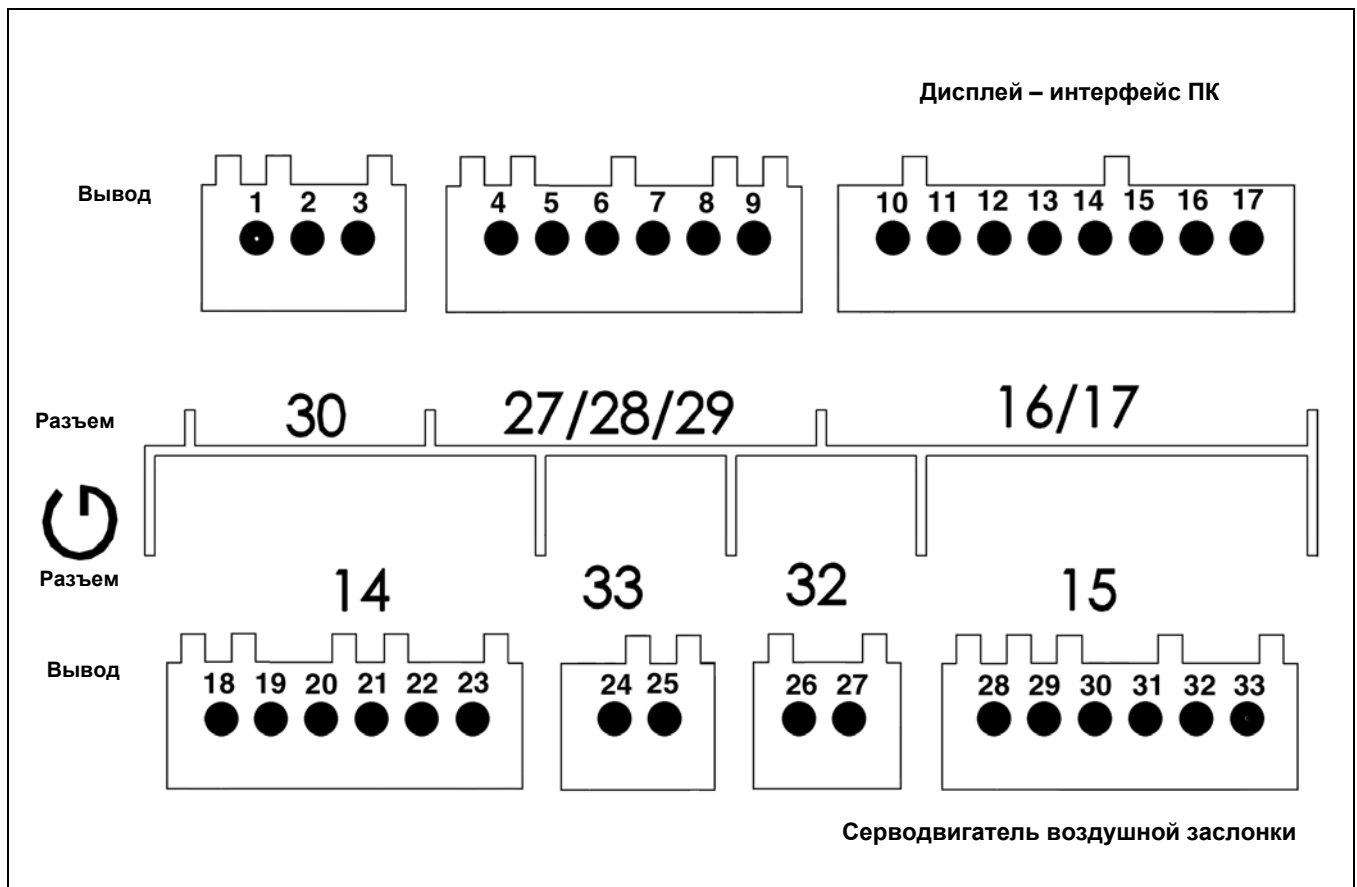 Дисплей – интерфейс ПК
Вывод
1 2 3 4 5 6 7 8 9 10 11 12 13 14 15 16 17
Разъем 30 27/28/29 16/17
Разъем 14 33 32 15
Вывод
18 19 20 21 22 23 24 25 26 27 28 29 30 31 32 33
Серводвигатель воздушной заслонки